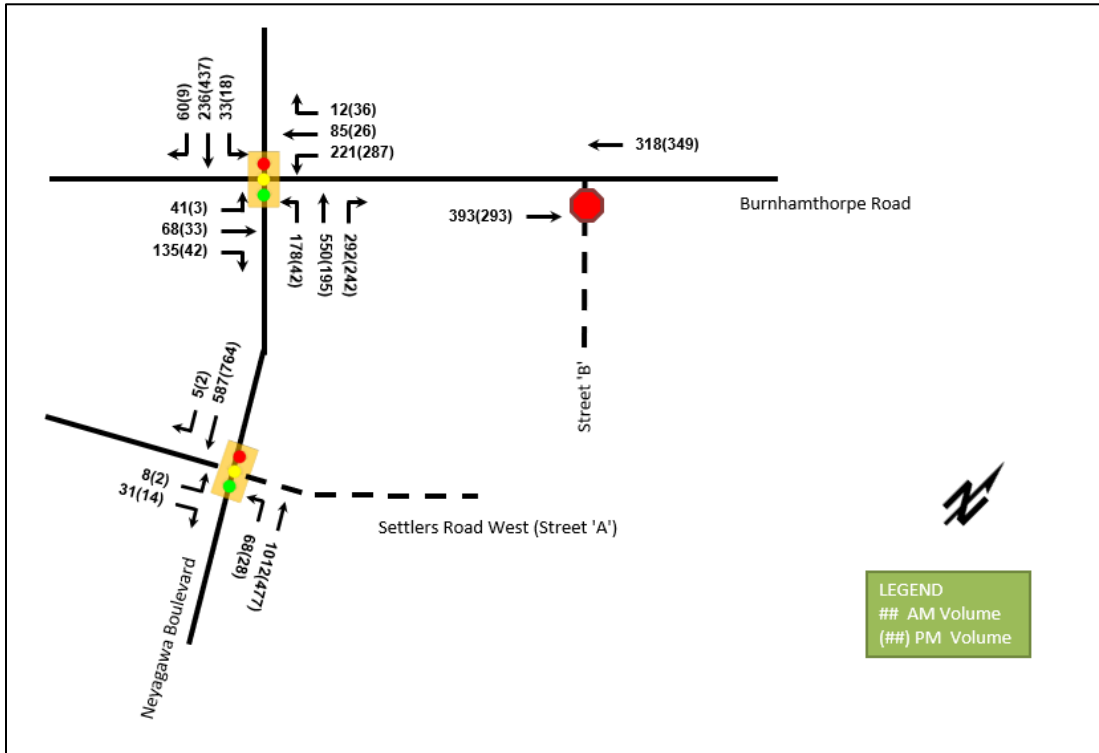 60(9)
236(437)
33(18)
12(36)
85(26)
221(287)
318(349)
Burnhamthorpe Road
393(293)
41(3)
68(33)
135(42)
178(42)
550(195)
292(242)
Street 'B'
5(2)
587(764)
8(2)
31(14)
68(28)
1012(477)
Settlers Road West (Street 'A')
Neyagawa Boulevard
N
LEGEND
## AM Volume
(##) PM Volume